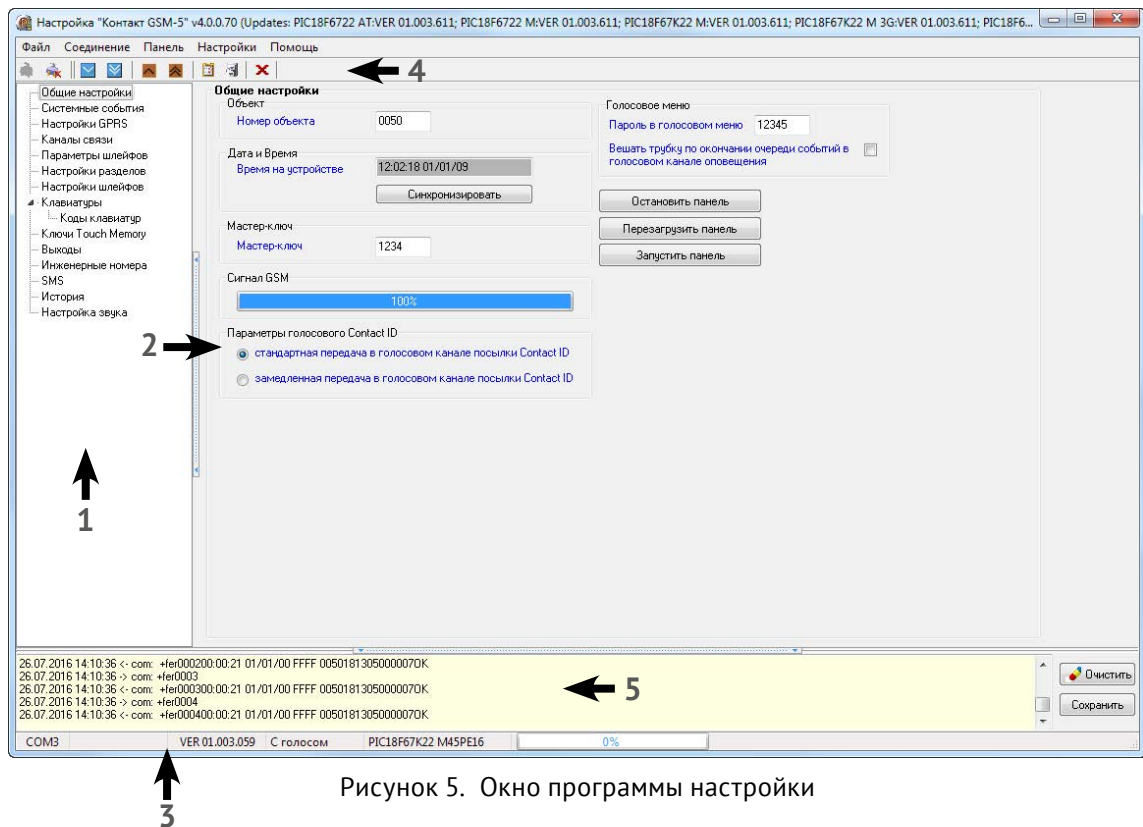 Настройка "Контакт GSM-5" v4.0.0.70 (Updates: PIC18F6722 AT:VER 01.003.611; PIC18F6722 M:VER 01.003.611; PIC18F67K22 M:VER 01.003.611; PIC18F67K22 M 3G:VER 01.003.611; PIC18F6...
Файл Соединение Панель Настройки Помощь
4
Общие настройки
Системные события
Настройки GPRS
Каналы связи
Параметры шлейфов
Настройки разделов
Настройки шлейфов
Клавиатуры
Коды клавиатур
Ключи Touch Memory
Выходы
Инженерные номера
SMS
История
Настройка звука
1
Общие настройки
Объект
Номер объекта 0050
Дата и Время
Время на устройстве 12:02:18 01/01/09
Синхронизировать
Мастер-ключ
Мастер-ключ 1234
Сигнал GSM
100%
Параметры голосового Contact ID
2
стандартная передача в голосовом канале посылки Contact ID
замедленная передача в голосовом канале посылки Contact ID
Голосовое меню
Пароль в голосовом меню 12345
Вешать трубку по окончании очереди событий в
голосовом канале оповещения
Остановить панель
Перезагрузить панель
Запустить панель
26.07.2016 14:10:36 <- com: +fer000200:00:21 01/01/00 FFFF 00501813050000070K
26.07.2016 14:10:36 -> com: +fer0003
26.07.2016 14:10:36 <- com: +fer000300:00:21 01/01/00 FFFF 00501813050000070K
26.07.2016 14:10:36 -> com: +fer0004
26.07.2016 14:10:36 <- com: +fer000400:00:21 01/01/00 FFFF 00501813050000070K
5
Очистить
Сохранить
COM3 VER 01.003.059 С голосом PIC18F67K22 M45PE16 0%
3
Рисунок 5. Окно программы настройки